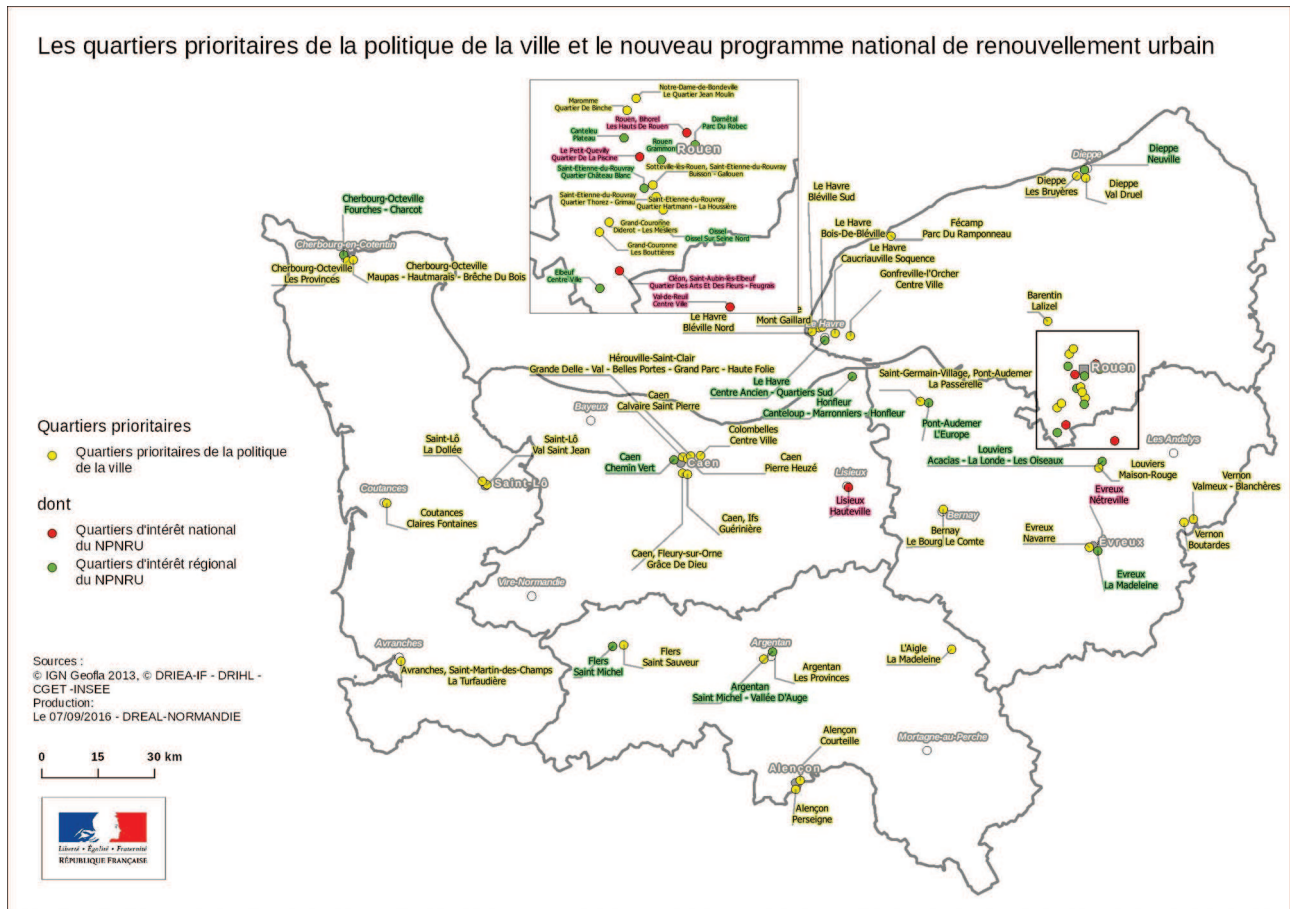 Les quartiers prioritaires de la politique de la ville et le nouveau programme national de renouvellement urbain
Notre-Dame-de-Bondeville
Le Quartier Jean Moulin
Maromme
Quartier De Binche
Rouen, Bihorel
Les Hauts De Rouen
Darnétal
Parc Du Robec
Canteleu
Plateau
Rouen
Grammont
Rouen
Le Petit-Quevilly
Quartier De La Piscine
Sotteville-lès-Rouen, Saint-Etienne-du-Rouvray
Buisson - Gallouen
Saint-Etienne-du-Rouvray
Quartier Château Blanc
Saint-Etienne-du-Rouvray
Quartier Thorez - Grimau
Saint-Etienne-du-Rouvray
Quartier Hartmann - La Houssière
Grand-Couronne
Diderot - Les Mesliers
Oissel
Oissel Sur Seine Nord
Grand-Couronne
Les Bouttières
Elbeuf
Centre Ville
Cléon, Saint-Aubin-lès-Elbeuf
Quartier Des Arts Et Des Fleurs - Feugrais
Val-de-Reuil
Centre Ville
Cherbourg-Octeville
Fourches - Charcot
Cherbourg-en-Cotentin
Cherbourg-Octeville
Les Provinces
Cherbourg-Octeville
Maupas - Hautmarais - Brêche Du Bois
Dieppe
Dieppe
Neuville
Dieppe
Les Bruyères
Dieppe
Val Druel
Le Havre
Bléville Sud
Le Havre
Bois-De-Bléville
Fécamp
Parc Du Ramponneau
Le Havre
Caucriauville Soquence
Gonfreville-l'Orcher
Centre Ville
Barentin
Lalizel
Le Havre
Bléville Nord
Mont Gaillard
Le Havre
Rouen
Hérouville-Saint-Clair
Grande Delle - Val - Belles Portes - Grand Parc - Haute Folie
Le Havre
Centre Ancien - Quartiers Sud
Honfleur
Canteloup - Marronniers - Honfleur
Saint-Germain-Village, Pont-Audemer
La Passerelle
Pont-Audemer
L'Europe
Caen
Calvaire Saint Pierre
Bayeux
Colombelles
Centre Ville
Caen
Chemin Vert
Caen
Caen
Pierre Heuzé
Saint-Lô
La Dollée
Saint-Lô
Val Saint Jean
Saint-Lô
Coutances
Coutances
Claires Fontaines
Lisieux
Lisieux
Hauteville
Louviers
Acacias - La Londe - Les Oiseaux
Louviers
Maison-Rouge
Les Andelys
Evreux
Nétreville
Vernon
Valmeux - Blanchères
Vernon
Boutardes
Bernay
Bernay
Le Bourg Le Comte
Evreux
Navarre
Evreux
Evreux
La Madeleine
Caen, Ifs
Guérinière
Caen, Fleury-sur-Orne
Grâce De Dieu
Vire-Normandie
Avranches
Avranches, Saint-Martin-des-Champs
La Turfaudière
Flers
Saint Michel
Flers
Saint Sauveur
Argentan
Argentan
Les Provinces
Argentan
Saint Michel - Vallée D'Auge
L'Aigle
La Madeleine
Mortagne-au-Perche
Alençon
Courteille
Alençon
Alençon
Perseigne
Quartiers prioritaires
Quartiers prioritaires de la politique
de la ville
dont
Quartiers d'intérêt national
du NPNRU
Quartiers d'intérêt régional
du NPNRU
Sources :
© IGN Geofla 2013, © DRIEA-IF - DRIHL -
CGET -INSEE
Production:
Le 07/09/2016 - DREAL-NORMANDIE
0 15 30 km
Liberté • Égalité • Fraternité
RÉPUBLIQUE FRANÇAISE